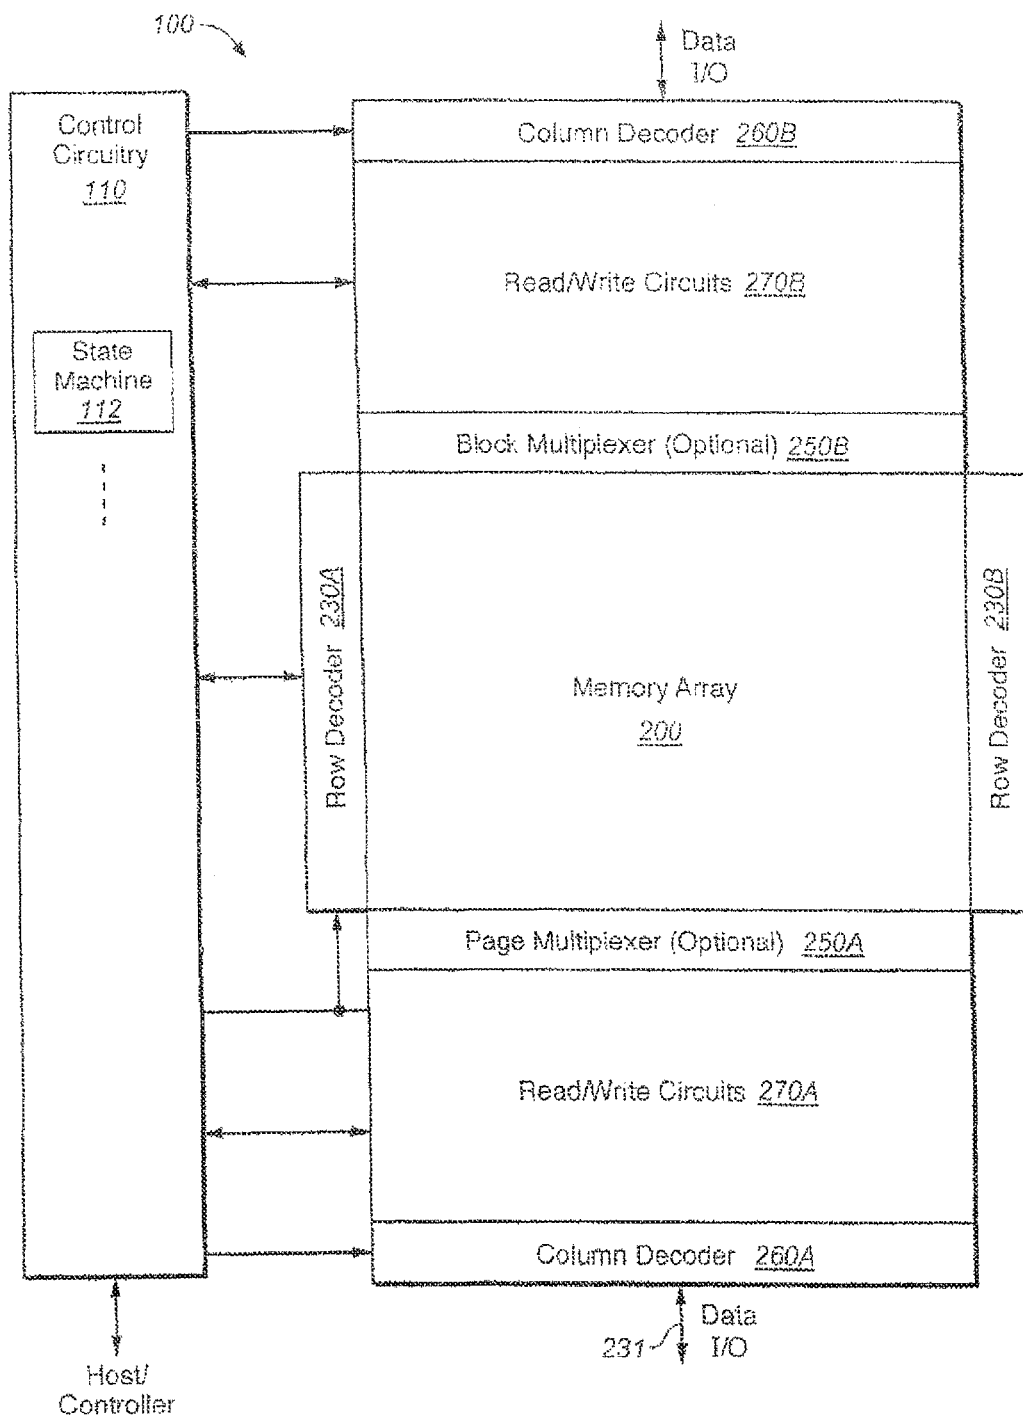 100
Data
I/O
Control
Circuitry
110
Column Decoder 260B
Read/Write Circuits 270B
State
Machine
112
Block Multiplexer (Optional) 250B
Row Decoder 230A
Memory Array
200
Row Decoder 230B
Page Multiplexer (Optional) 250A
Read/Write Circuits 270A
Column Decoder 260A
231
Data
I/O
Host/
Controller